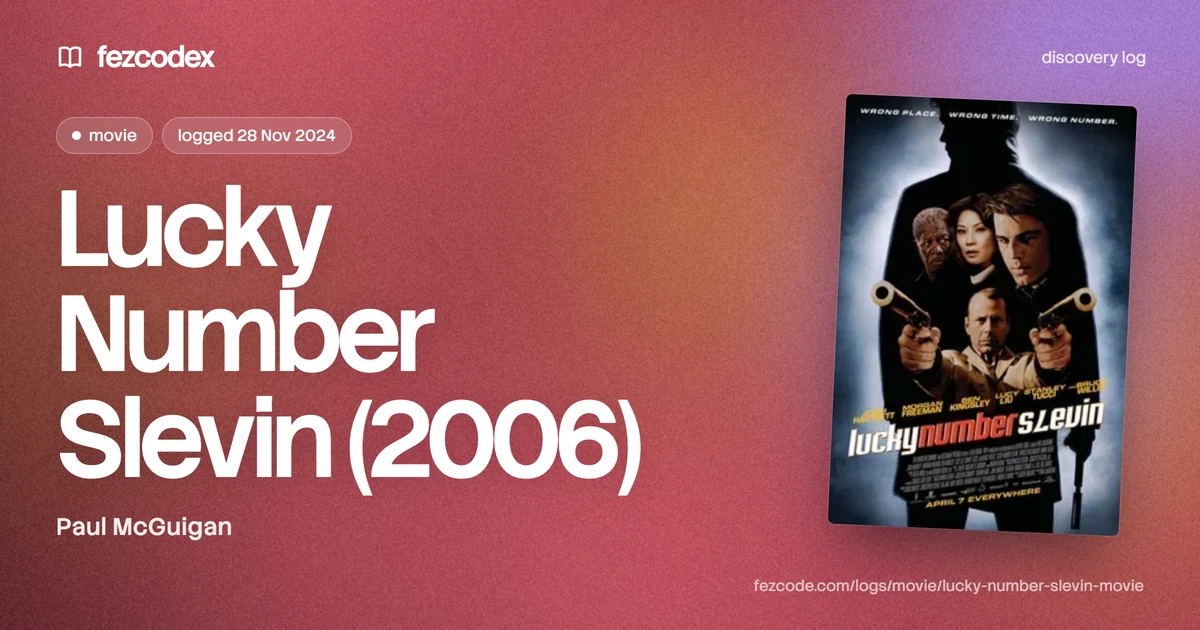 fezcodex
discovery log
movie
logged 28 Nov 2024
Lucky
Number
Slevin (2006)
Paul McGuigan
WRONG PLACE. WRONG TIME. WRONG NUMBER.
JOSH HARTNETT MORGAN FREEMAN BEN KINGSLEY LUCY LIU STANLEY TUCCI AND BRUCE WILLIS
luckynumberslevin
APRIL 7 EVERYWHERE
fezcode.com/logs/movie/lucky-number-slevin-movie